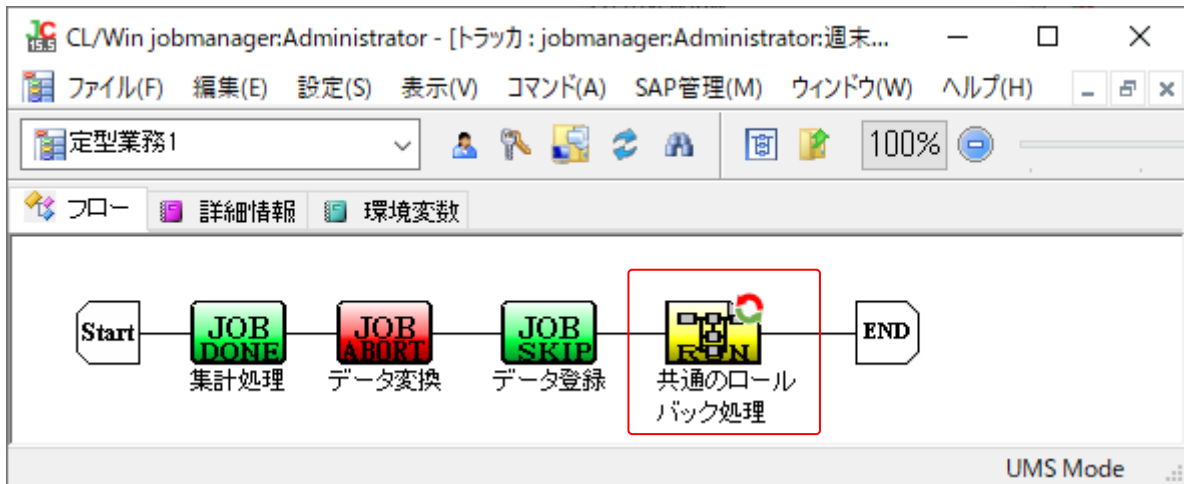 JC 15.5 CL/Win jobmanager:Administrator - [トラッカ : jobmanager:Administrator:週末...
ファイル(F) 編集(E) 設定(S) 表示(V) コマンド(A) SAP管理(M) ウィンドウ(W) ヘルプ(H)
定型業務1 100%
フロー 詳細情報 環境変数
Start JOB DONE JOB ABORT JOB SKIP RUN END
集計処理 データ変換 データ登録 共通のロール
バック処理
UMS Mode